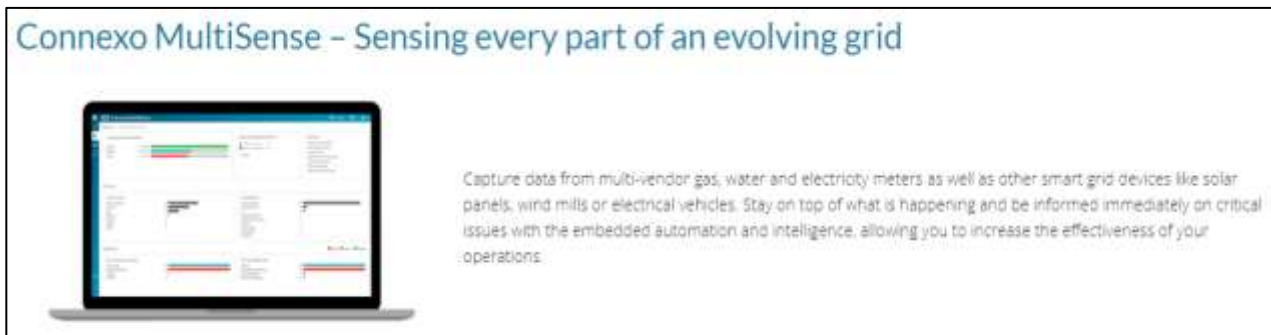 Connexo MultiSense – Sensing every part of an evolving grid
Capture data from multi-vendor gas, water and electricity meters as well as other smart grid devices like solar
panels, wind mills or electrical vehicles. Stay on top of what is happening and be informed immediately on critical
issues with the embedded automation and intelligence, allowing you to increase the effectiveness of your
operations.